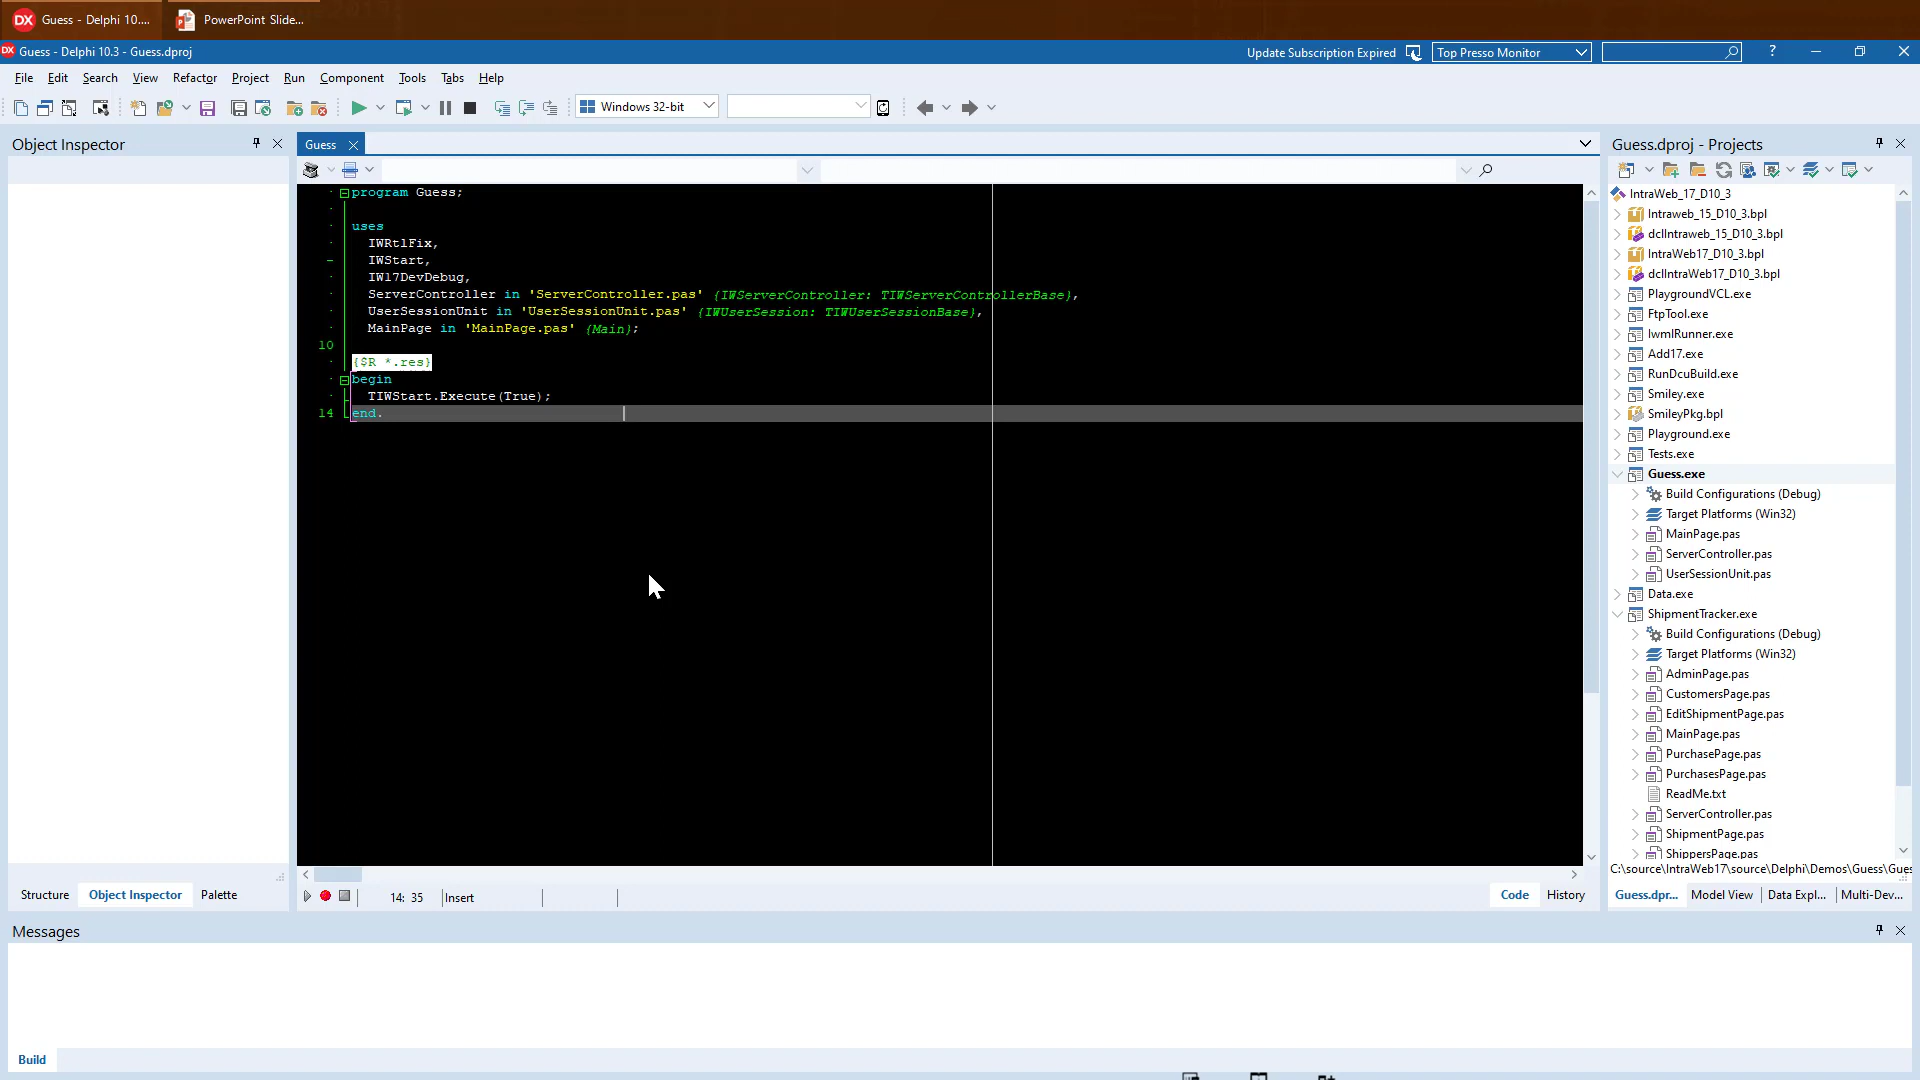 Guess - Delphi 10....
PowerPoint Slide...
Guess - Delphi 10.3 - Guess.dproj
Update Subscription Expired
Top Presso Monitor
?
File Edit Search View Refactor Project Run Component Tools Tabs Help
Windows 32-bit
Object Inspector
Guess
program Guess;
uses
IWRtlFix,
IWStart,
IW17DevDebug,
ServerController in 'ServerController.pas' {IWServerController: TIWServerControllerBase},
UserSessionUnit in 'UserSessionUnit.pas' {IWUserSession: TIWUserSessionBase},
MainPage in 'MainPage.pas' {Main};
10
{$R *.res}
begin
TIWStart.Execute(True);
14 end.
14: 35 Insert
Code History
Structure Object Inspector Palette
Guess.dproj - Projects
IntraWeb_17_D10_3
Intraweb_15_D10_3.bpl
dclIntraweb_15_D10_3.bpl
IntraWeb17_D10_3.bpl
dclIntraWeb17_D10_3.bpl
PlaygroundVCL.exe
FtpTool.exe
IwmlRunner.exe
Add17.exe
RunDcuBuild.exe
Smiley.exe
SmileyPkg.bpl
Playground.exe
Tests.exe
Guess.exe
Build Configurations (Debug)
Target Platforms (Win32)
MainPage.pas
ServerController.pas
UserSessionUnit.pas
Data.exe
ShipmentTracker.exe
Build Configurations (Debug)
Target Platforms (Win32)
AdminPage.pas
CustomersPage.pas
EditShipmentPage.pas
MainPage.pas
PurchasePage.pas
PurchasesPage.pas
ReadMe.txt
ServerController.pas
ShipmentPage.pas
ShippersPage.pas
C:\source\IntraWeb17\source\Delphi\Demos\Guess\Gues
Guess.dpr... Model View Data Expl... Multi-Dev...
Messages
Build